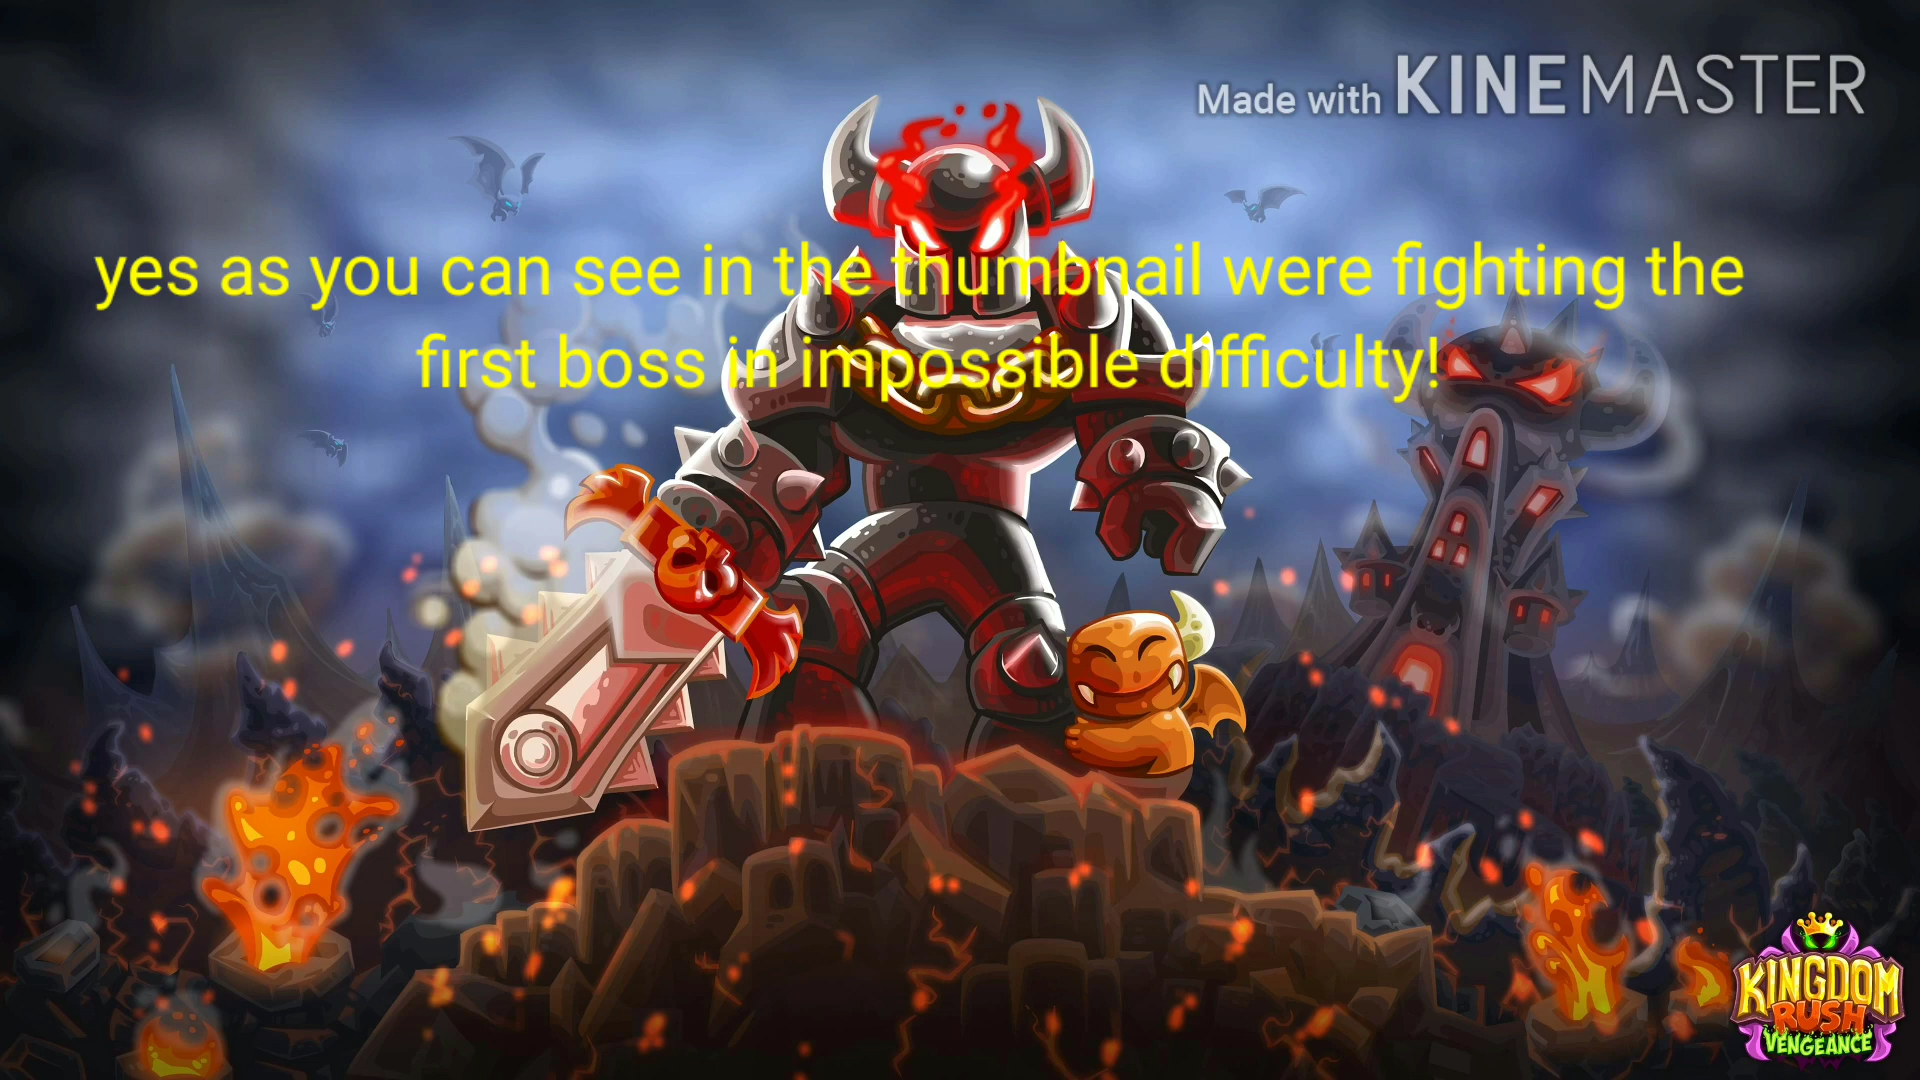 Made with KINEMASTER
yes as you can see in the thumbnail were fighting the
first boss in impossible difficulty!
KINGDOM
RUSH
VENGEANCE